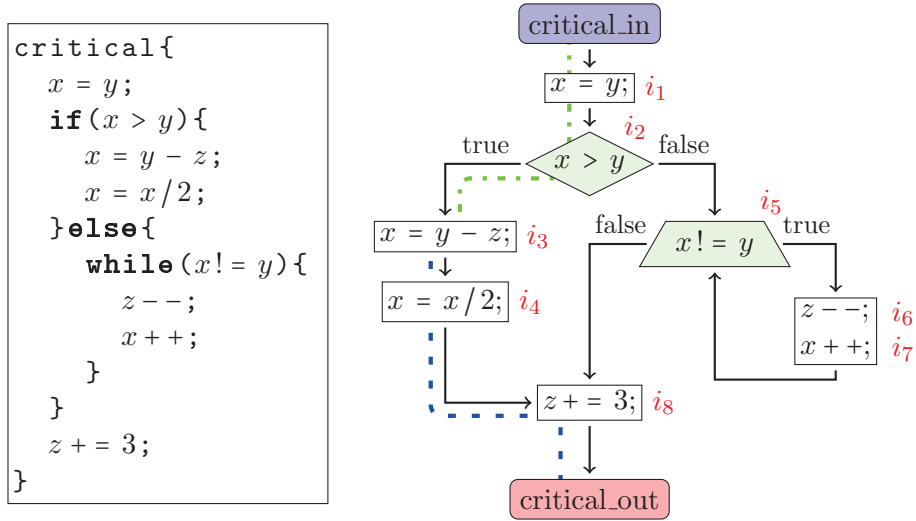 critical{
x = y;
if(x > y){
x = y − z;
x = x/2;
}else{
while(x! = y){
z − −;
x + +;
}
}
z + = 3;
}
critical_in
x = y; i1
i2
true x > y false
i5
x = y − z; i3 false x! = y true
x = x/2; i4
z − −; i6
x + +; i7
z + = 3; i8
critical_out